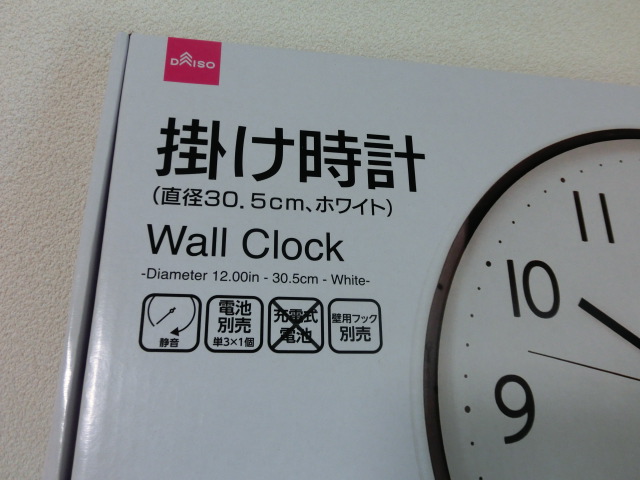 DAISO
掛け時計
(直径30.5cm、ホワイト)
Wall Clock
-Diameter 12.00in - 30.5cm - White-
静音
電池
別売
単3×1個
充電式
電池
壁用フック
別売
11
10
9